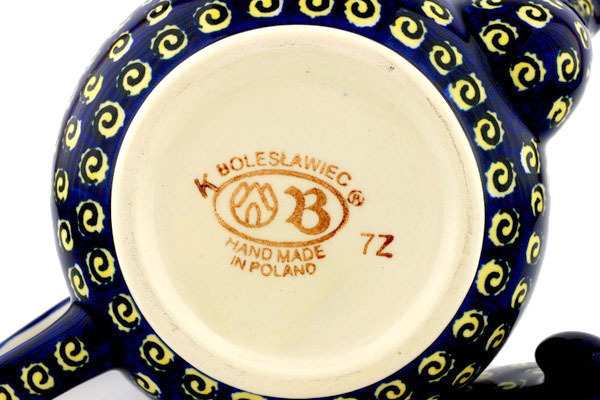 K BOLESŁAWIEC ®
B
HAND MADE
IN POLAND
7Z